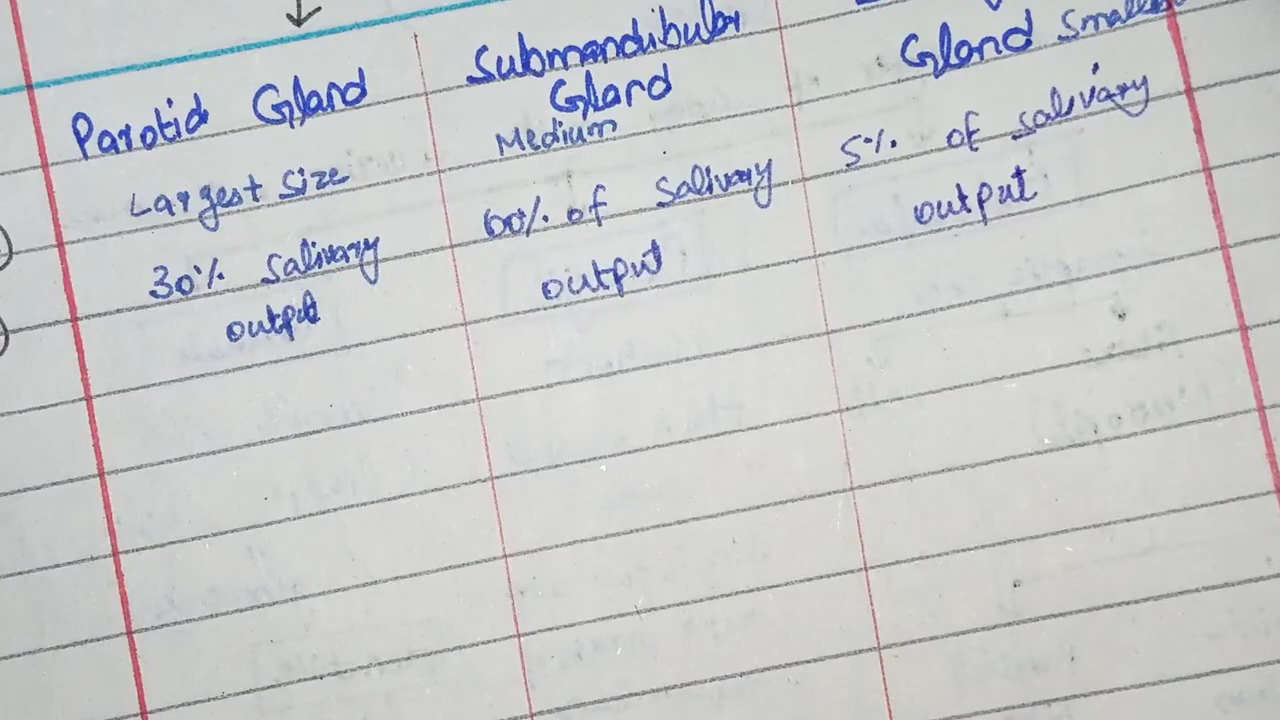 Parotid Gland
Largest size
30% salivary
output
Submandibular
Gland
Medium
60% of salivary
output
Gland Smallest
5% of salivary
output